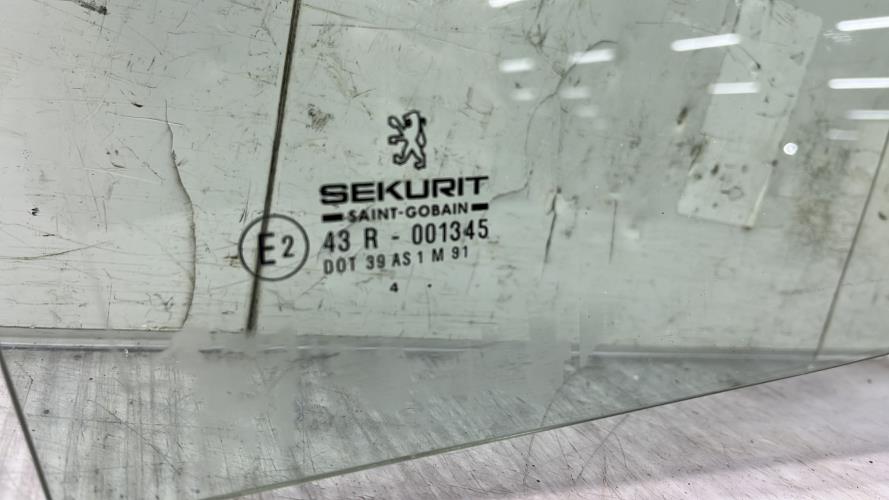 SEKURIT
SAINT-GOBAIN
E2 43 R - 001345
DOT 39 AS 1 M 91
4 .